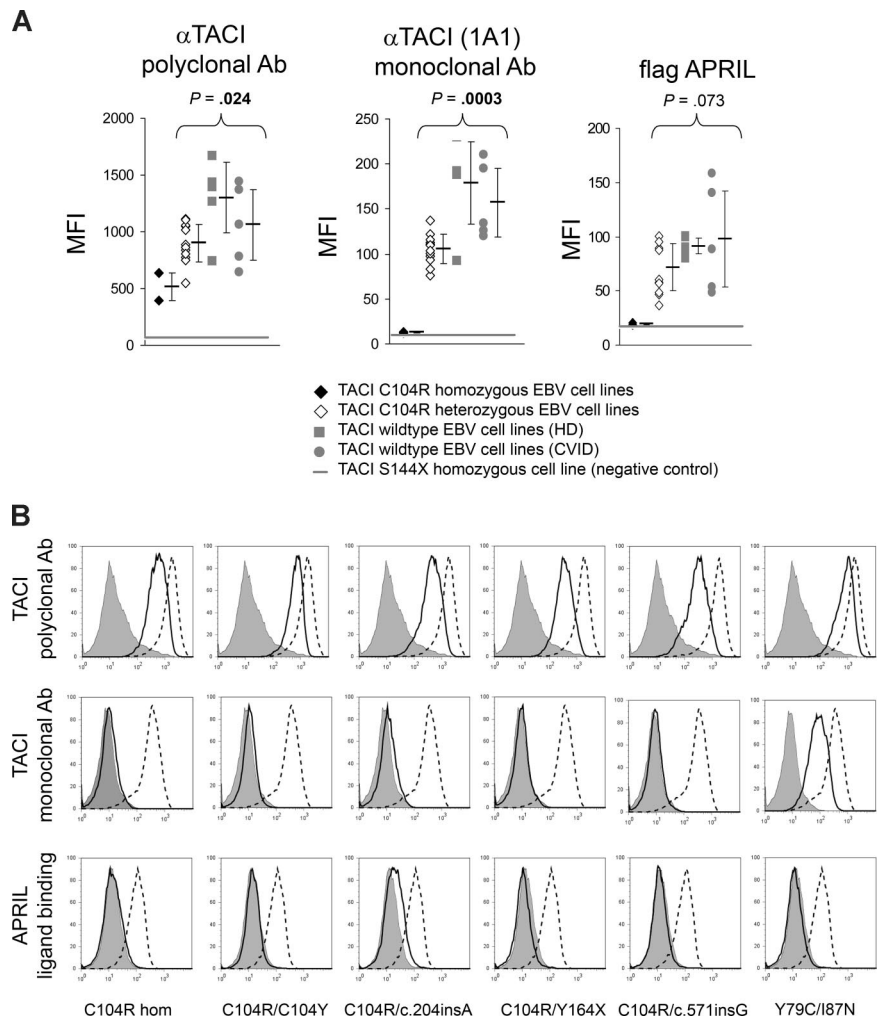 A
αTACI
polyclonal Ab
P = .024
MFI
2000
1500
1000
500
0
αTACI (1A1)
monoclonal Ab
P = .0003
MFI
250
200
150
100
50
0
flag APRIL
P = .073
MFI
200
150
100
50
0
TACI C104R homozygous EBV cell lines
TACI C104R heterozygous EBV cell lines
TACI wildtype EBV cell lines (HD)
TACI wildtype EBV cell lines (CVID)
TACI S144X homozygous cell line (negative control)
B
TACI
polyclonal Ab
TACI
monoclonal Ab
APRIL
ligand binding
C104R hom
C104R/C104Y
C104R/c.204insA
C104R/Y164X
C104R/c.571insG
Y79C/I87N